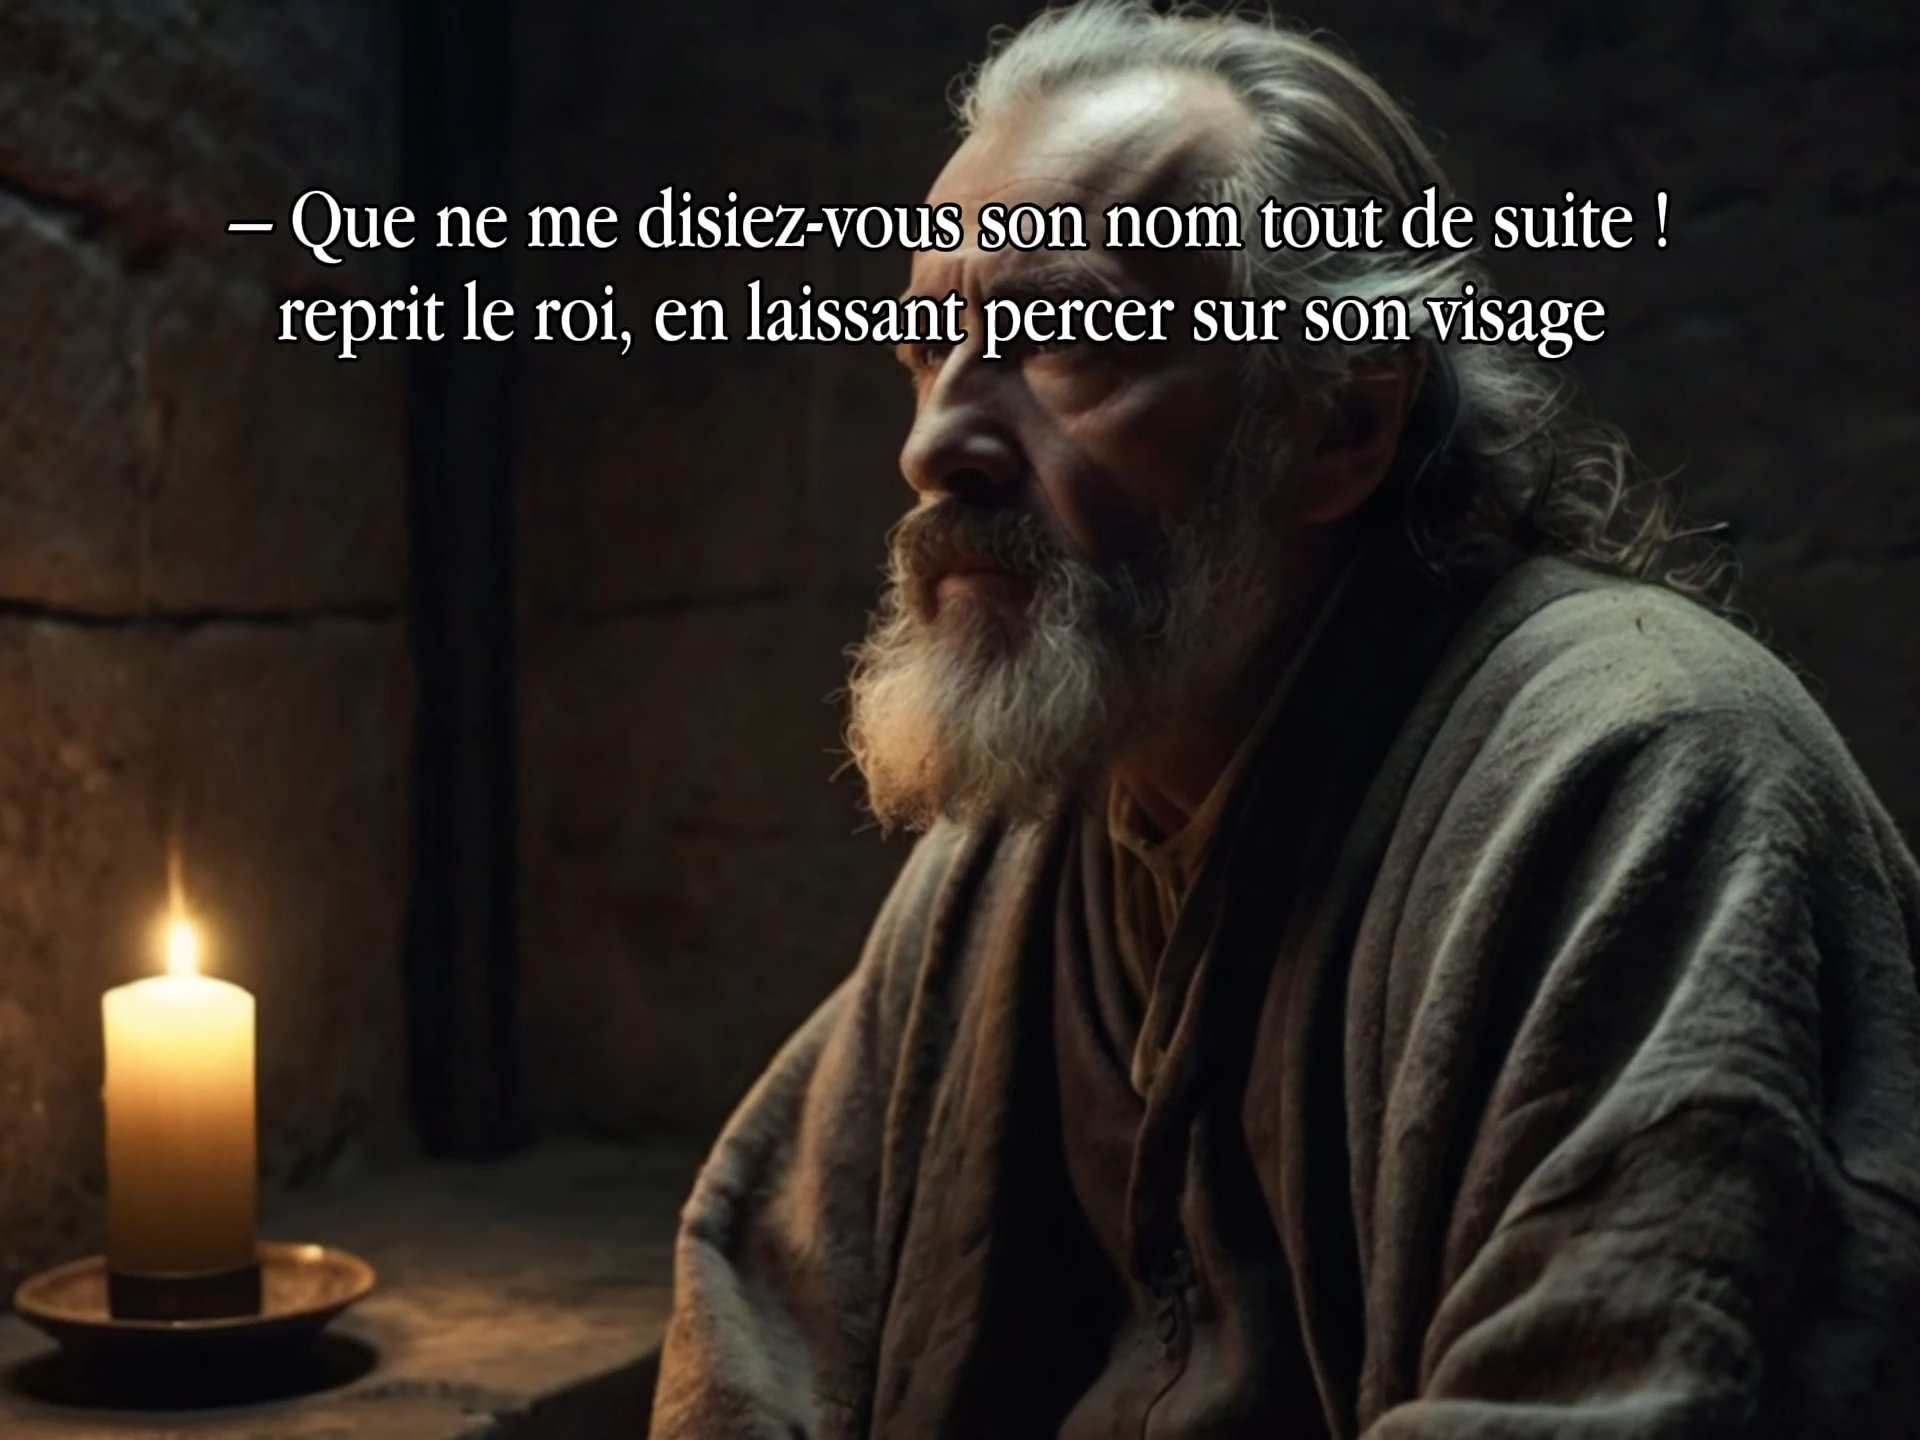 – Que ne me disiez-vous son nom tout de suite !
reprit le roi, en laissant percer sur son visage